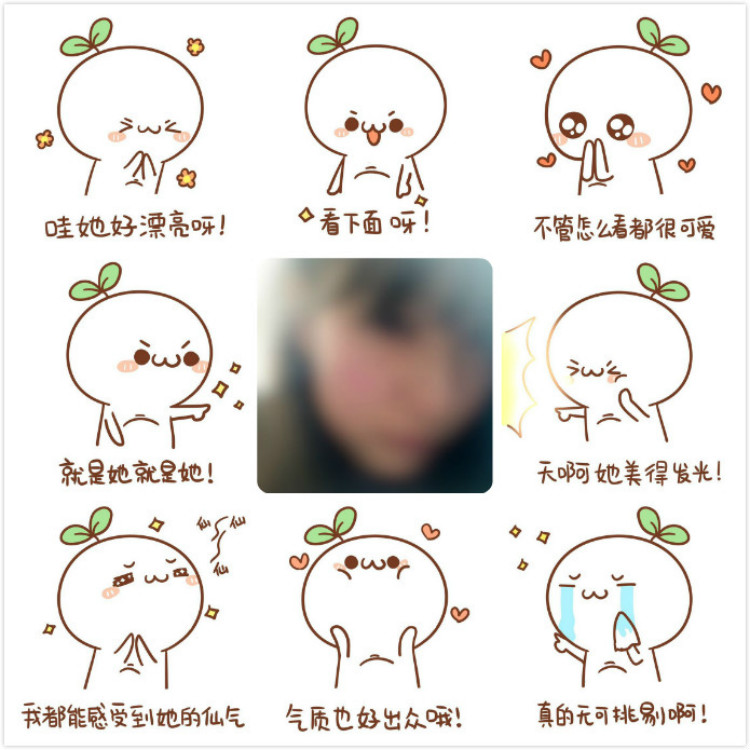 哇她好漂亮呀!
看下面呀!
不管怎么看都很可爱
就是她就是她!
天啊她美得发光!
仙 仙
仙
我都能感受到她的仙气
气质也好出众哦!
真的无可挑剔啊!